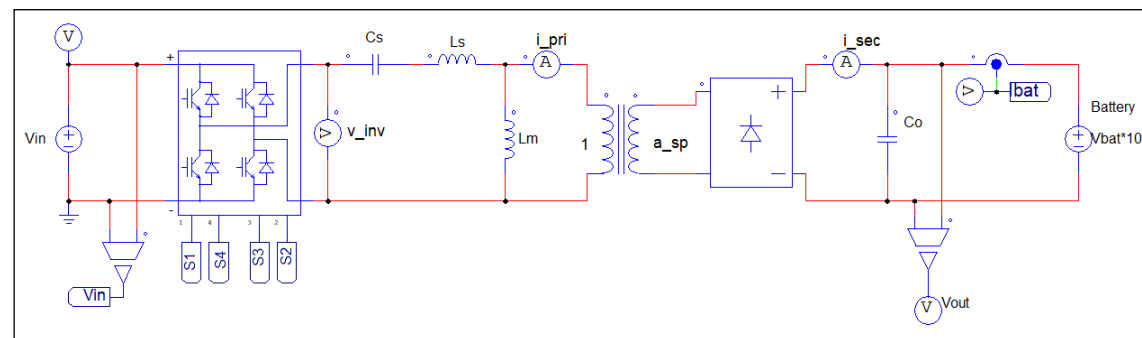 V
Vin
+
-
1
4
3
2
S1
S4
S3
S2
Vin
V
v_inv
Cs
Ls
Lm
i_pri
A
1
a_sp
+
-
i_sec
A
Co
V
Ibat
Battery
Vbat*10
V
Vout